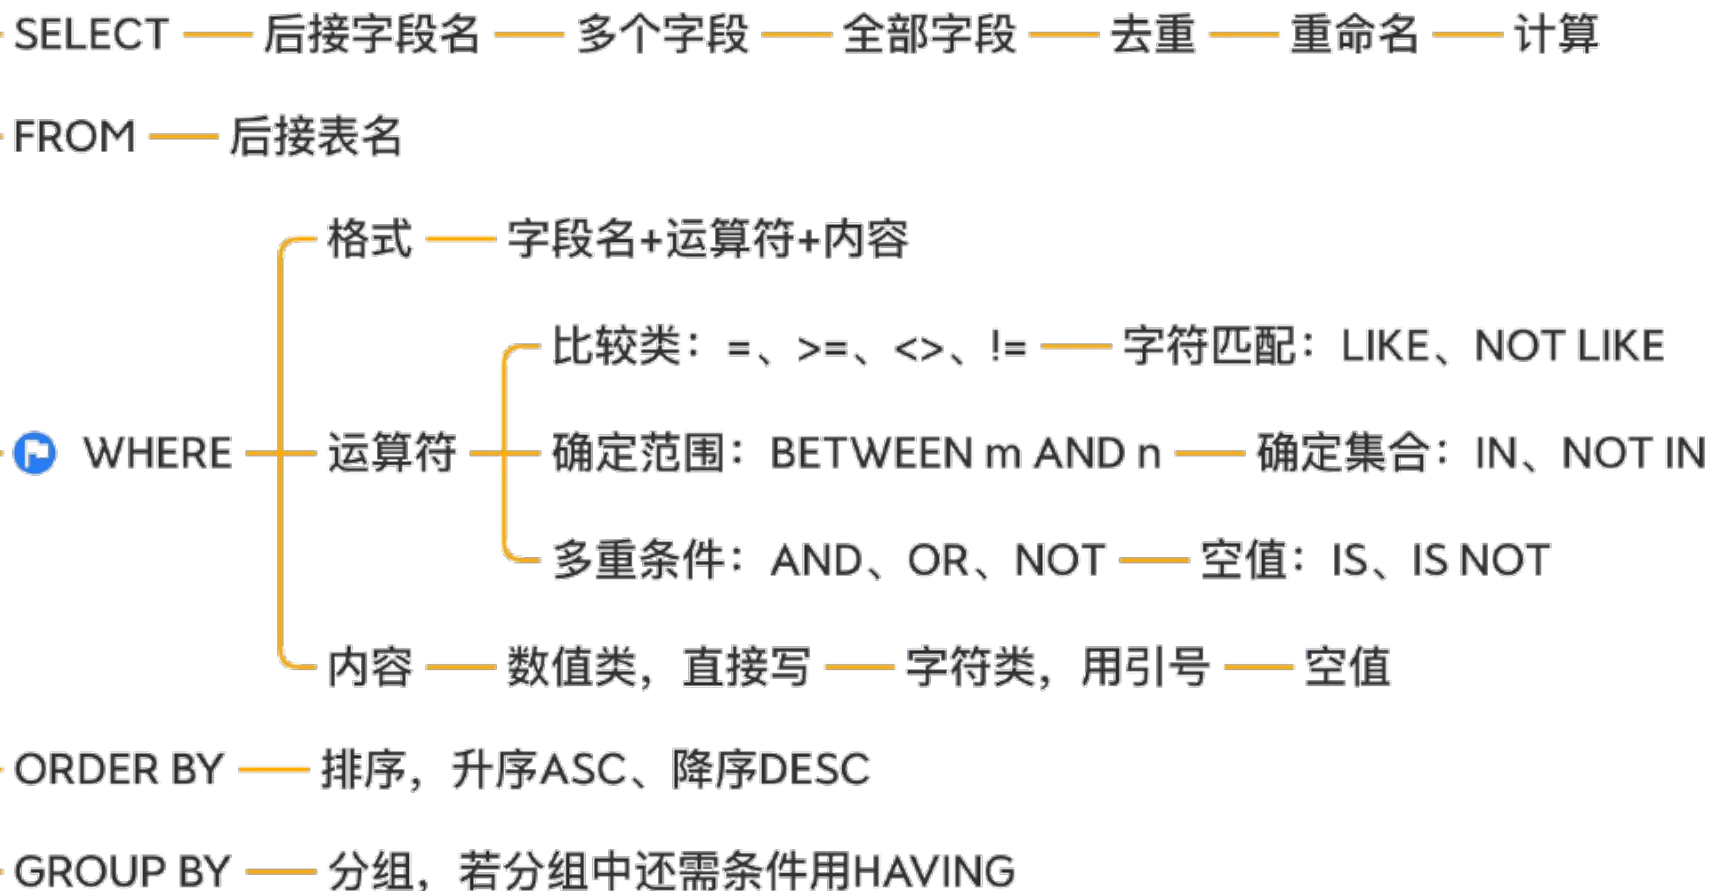 SELECT 后接字段名 多个字段 全部字段 去重 重命名 计算
FROM 后接表名
格式 字段名+运算符+内容
比较类：=、>=、<>、!= 字符匹配：LIKE、NOT LIKE
WHERE 运算符 确定范围：BETWEEN m AND n 确定集合：IN、NOT IN
多重条件：AND、OR、NOT 空值：IS、IS NOT
内容 数值类，直接写 字符类，用引号 空值
ORDER BY 排序，升序ASC、降序DESC
GROUP BY 分组，若分组中还需条件用HAVING